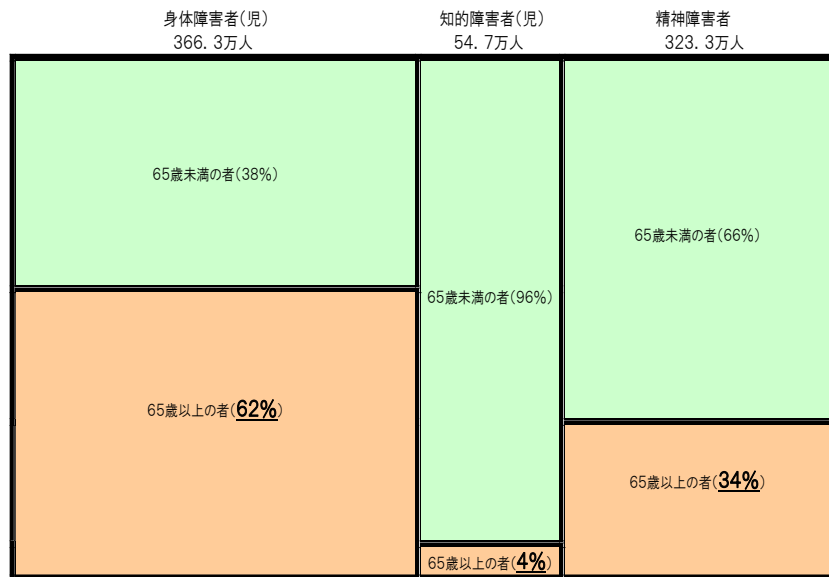 身体障害者(児)
366.3万人
知的障害者(児)
54.7万人
精神障害者
323.3万人
65歳未満の者(38%)
65歳未満の者(66%)
65歳未満の者(96%)
65歳以上の者(62%)
65歳以上の者(34%)
65歳以上の者(4%)